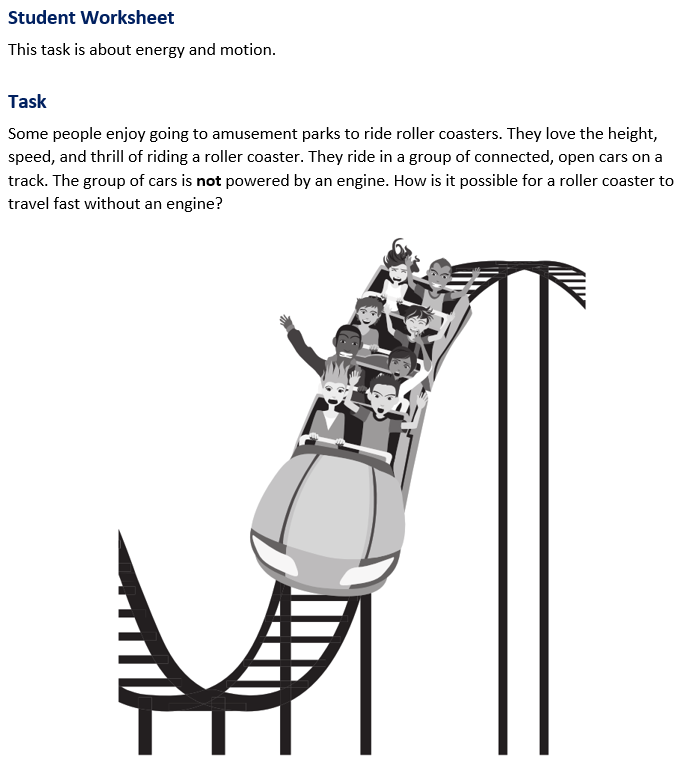 Student Worksheet
This task is about energy and motion.
Task
Some people enjoy going to amusement parks to ride roller coasters. They love the height,
speed, and thrill of riding a roller coaster. They ride in a group of connected, open cars on a
track. The group of cars is not powered by an engine. How is it possible for a roller coaster to
travel fast without an engine?